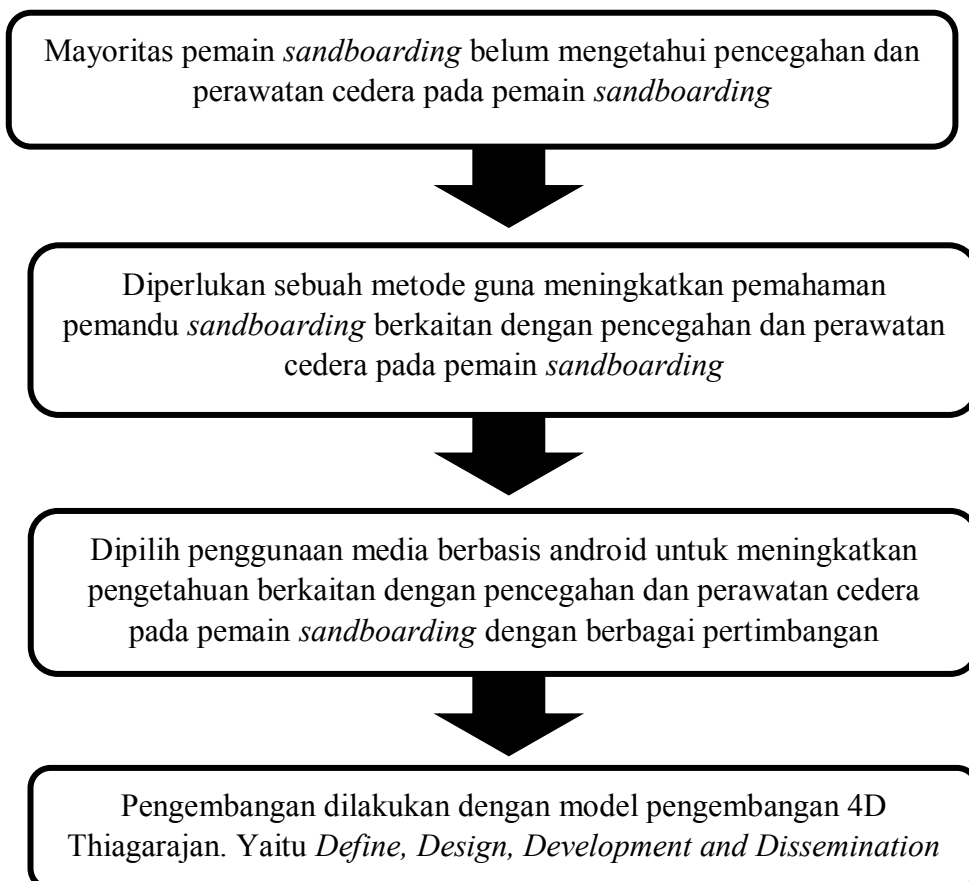 Mayoritas pemain sandboarding belum mengetahui pencegahan dan
perawatan cedera pada pemain sandboarding
Diperlukan sebuah metode guna meningkatkan pemahaman
pemandu sandboarding berkaitan dengan pencegahan dan perawatan
cedera pada pemain sandboarding
Dipilih penggunaan media berbasis android untuk meningkatkan
pengetahuan berkaitan dengan pencegahan dan perawatan cedera
pada pemain sandboarding dengan berbagai pertimbangan
Pengembangan dilakukan dengan model pengembangan 4D
Thiagarajan. Yaitu Define, Design, Development and Dissemination